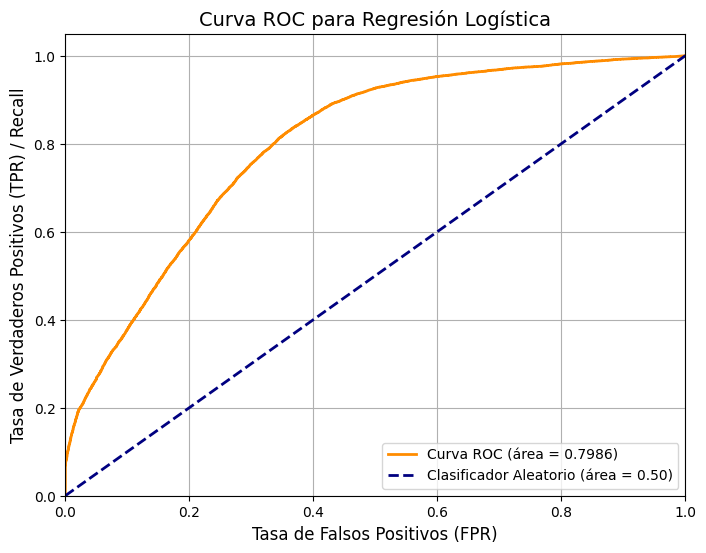 Curva ROC para Regresión Logística
Tasa de Verdaderos Positivos (TPR) / Recall
1.0
0.8
0.6
0.4
0.2
0.0
0.0 0.2 0.4 0.6 0.8 1.0
Tasa de Falsos Positivos (FPR)
Curva ROC (área = 0.7986)
Clasificador Aleatorio (área = 0.50)